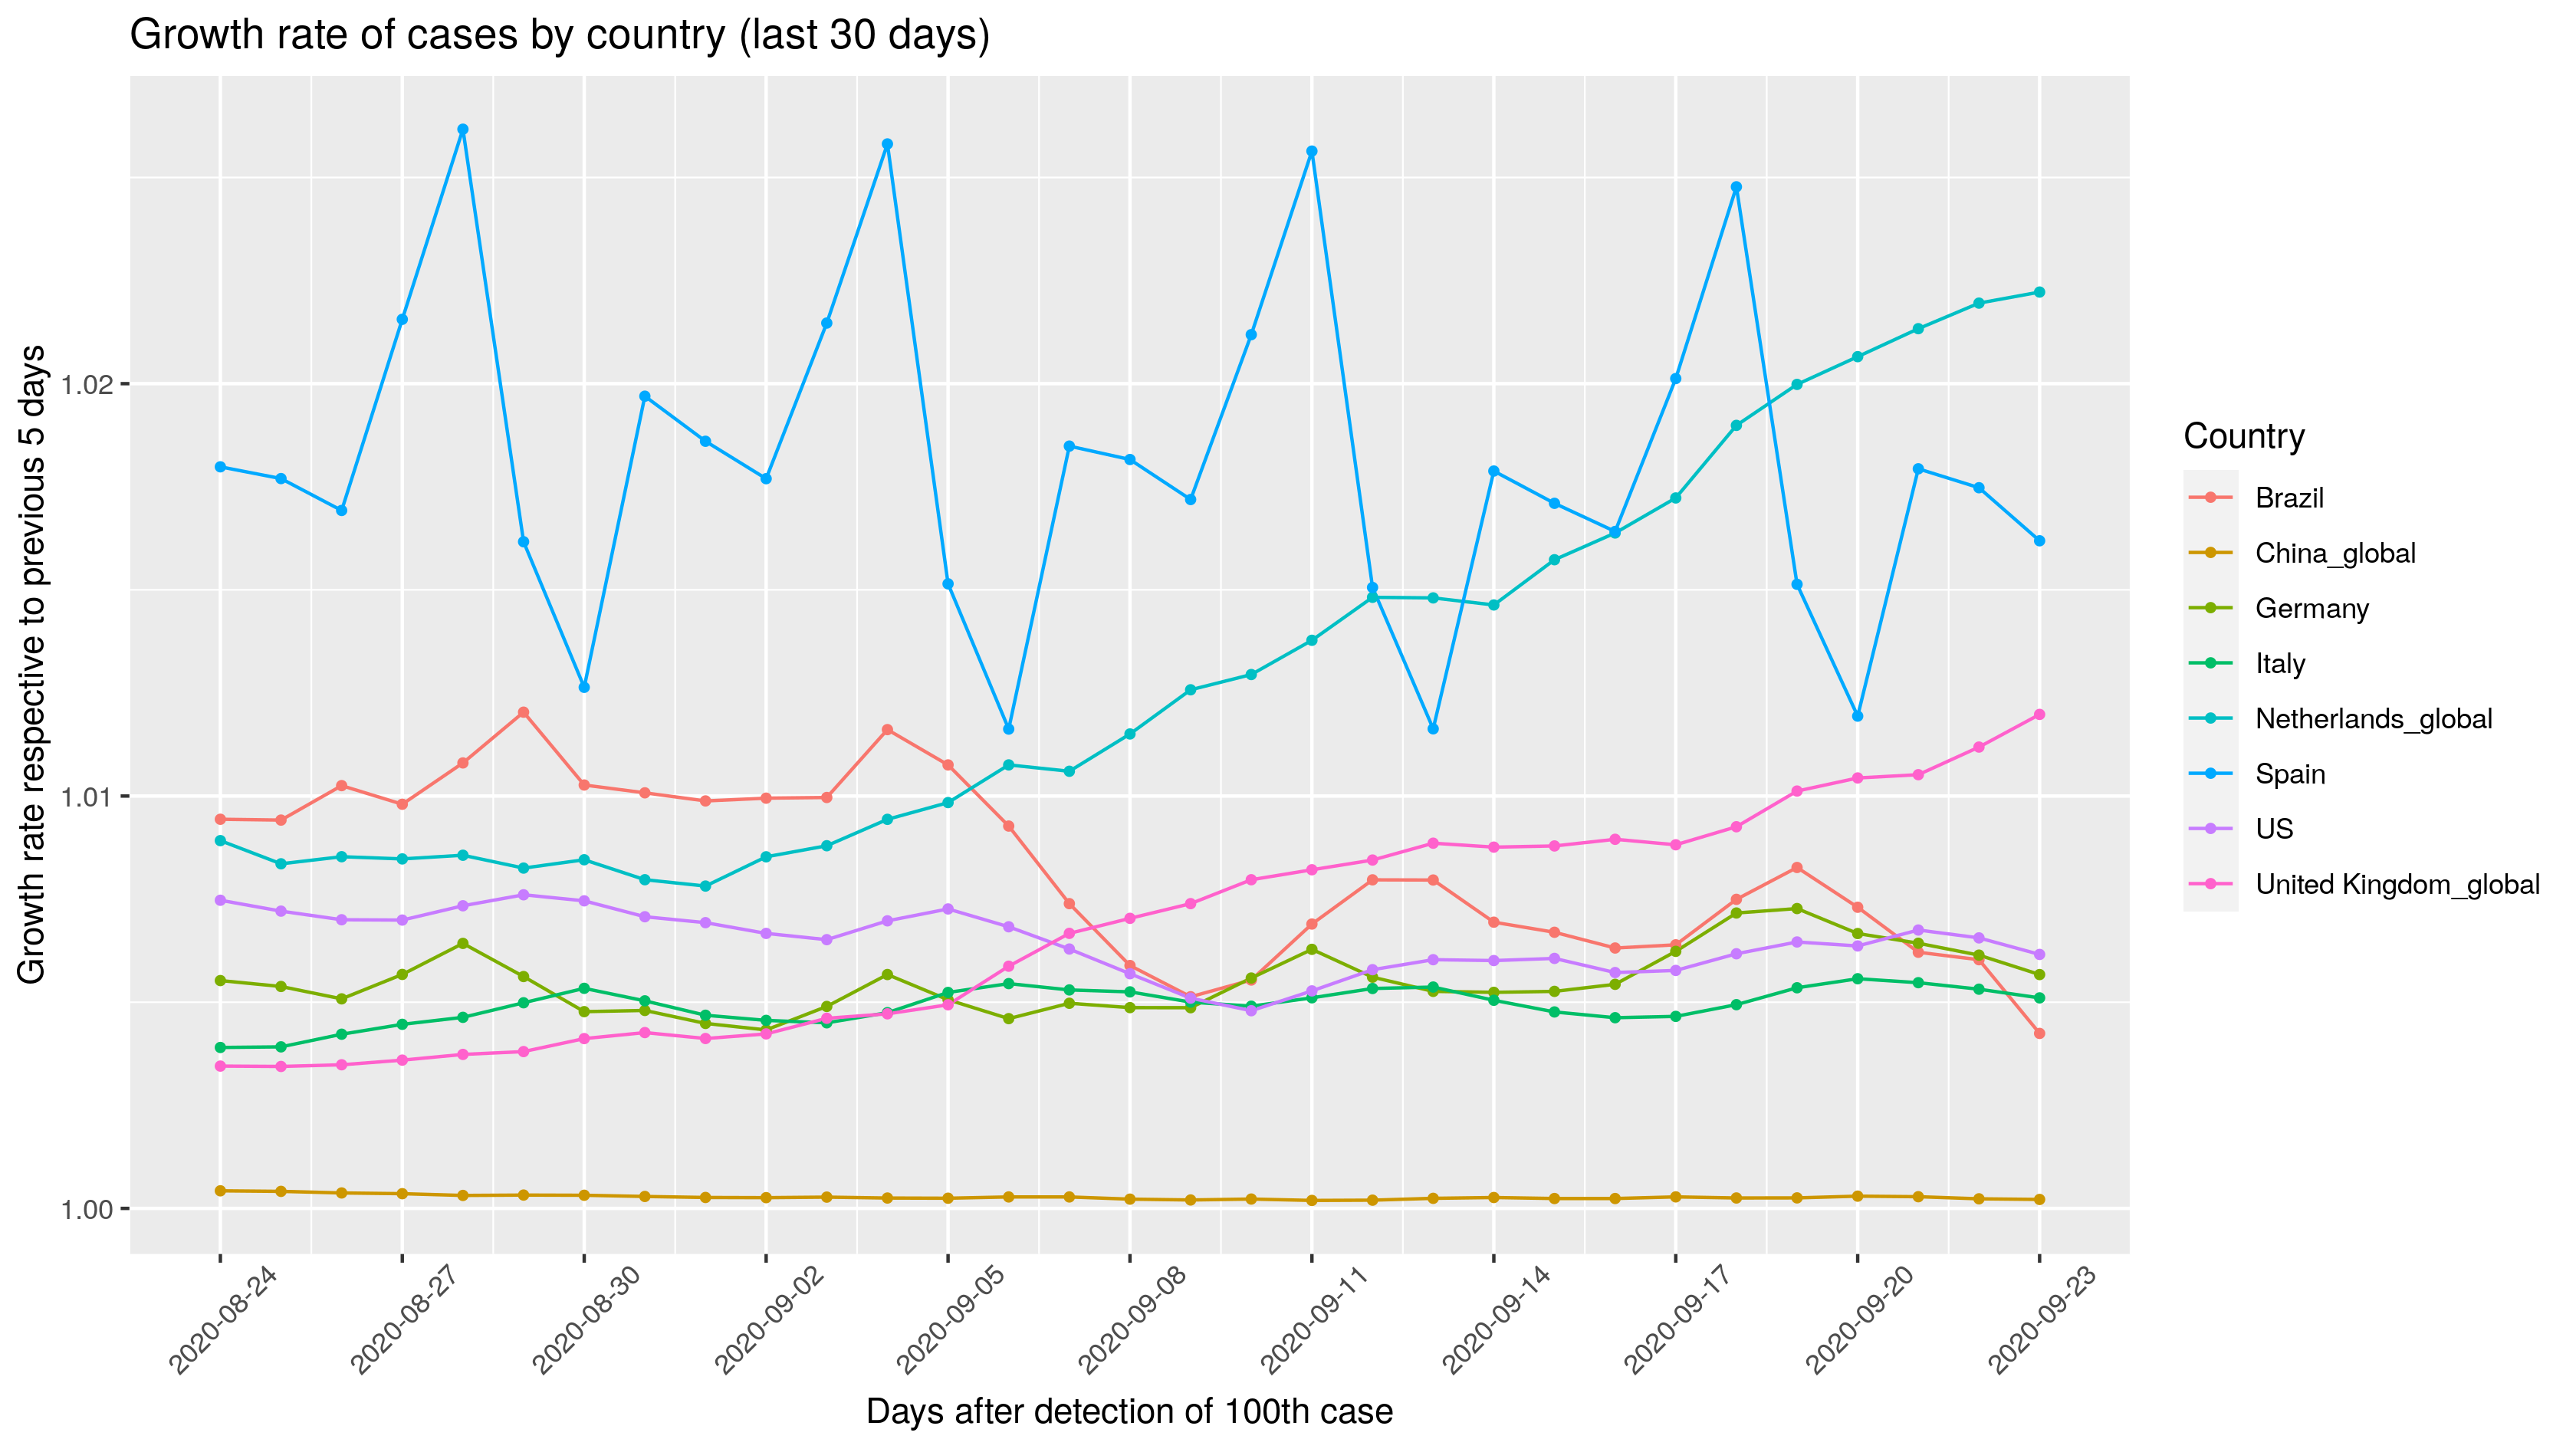 Growth rate of cases by country (last 30 days)
Growth rate respective to previous 5 days
1.02
1.01
1.00
2020-08-24
2020-08-27
2020-08-30
2020-09-02
2020-09-05
2020-09-08
2020-09-11
2020-09-14
2020-09-17
2020-09-20
2020-09-23
Days after detection of 100th case
Country
Brazil
China_global
Germany
Italy
Netherlands_global
Spain
US
United Kingdom_global